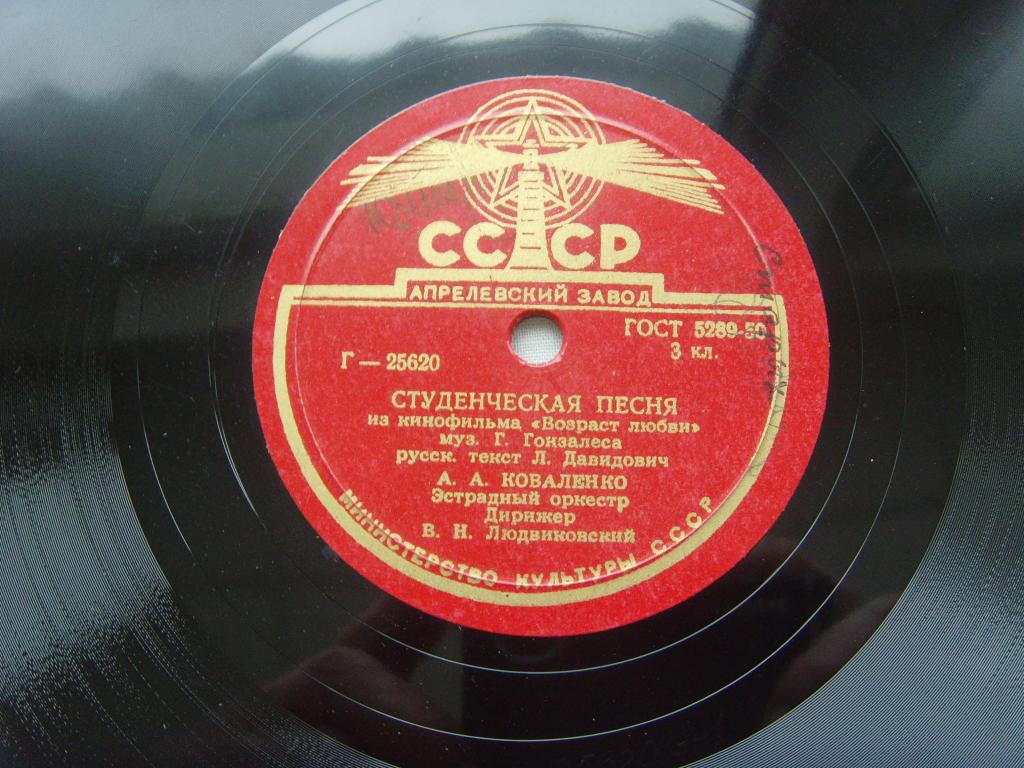 СССР
АПРЕЛЕВСКИЙ ЗАВОД
ГОСТ 5289-50
3 кл.
Г — 25620
СТУДЕНЧЕСКАЯ ПЕСНЯ
из кинофильма «Возраст любви»
муз. Г. Гонзалеса
русск. текст Л. Давидович
А. А. КОВАЛЕНКО
Эстрадный оркестр
Дирижер
В. Н. Людвиковский
МИНИСТЕРСТВО КУЛЬТУРЫ СССР